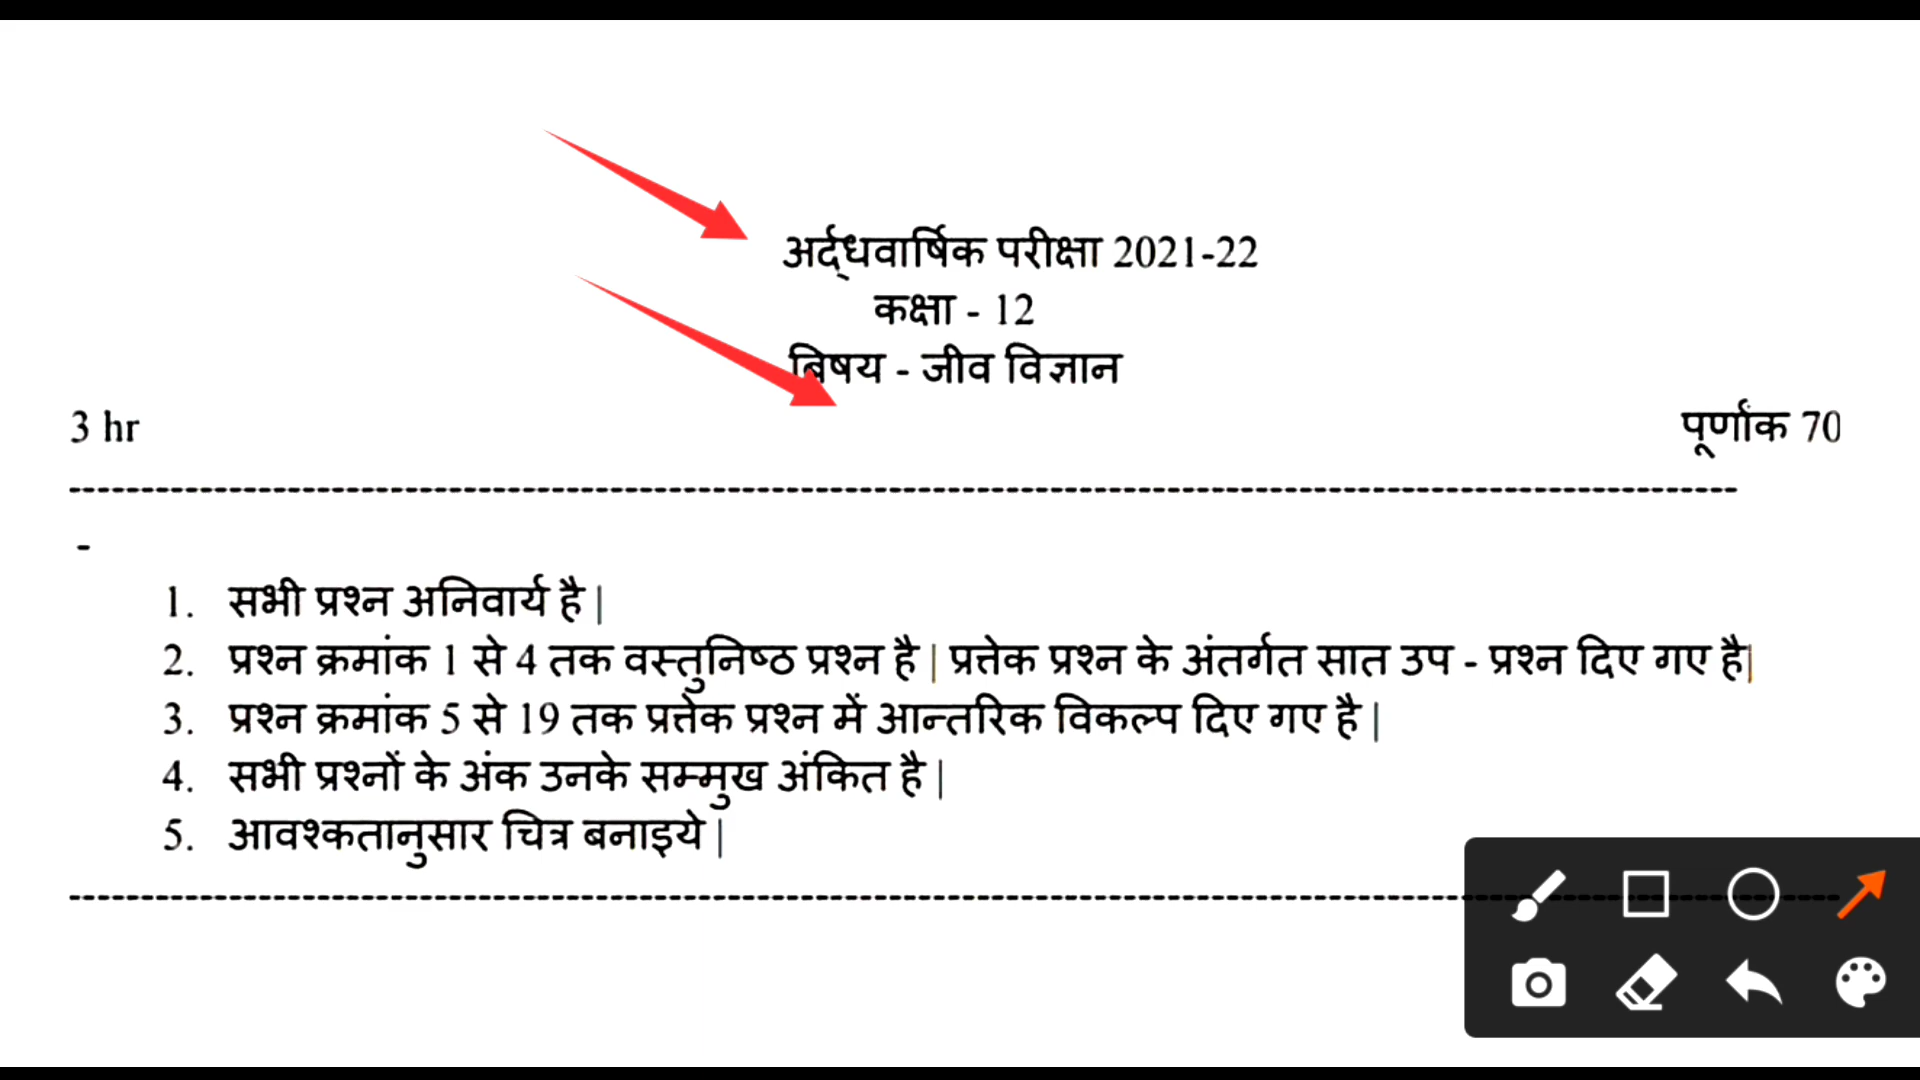 अर्द्धवार्षिक परीक्षा 2021-22
कक्षा - 12
बिषय - जीव विज्ञान
3 hr पूर्णांक 70
-
1. सभी प्रश्न अनिवार्य है |
2. प्रश्न क्रमांक 1 से 4 तक वस्तुनिष्ठ प्रश्न है | प्रत्तेक प्रश्न के अंतर्गत सात उप - प्रश्न दिए गए है|
3. प्रश्न क्रमांक 5 से 19 तक प्रत्तेक प्रश्न में आन्तरिक विकल्प दिए गए है |
4. सभी प्रश्नों के अंक उनके सम्मुख अंकित है |
5. आवश्कतानुसार चित्र बनाइये |